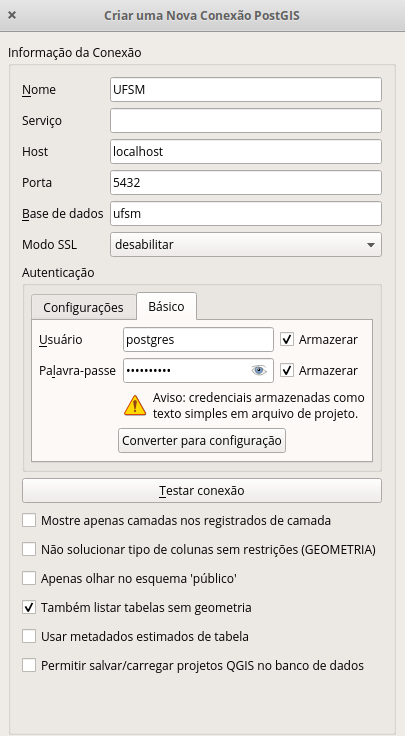 Criar uma Nova Conexão PostGIS
Informação da Conexão
Nome UFSM
Serviço
Host localhost
Porta 5432
Base de dados ufsm
Modo SSL desabilitar
Autenticação
Configurações Básico
Usuário postgres Armazerar
Palavra-passe •••••••••• Armazerar
Aviso: credenciais armazenadas como
texto simples em arquivo de projeto.
Converter para configuração
Testar conexão
Mostre apenas camadas nos registrados de camada
Não solucionar tipo de colunas sem restrições (GEOMETRIA)
Apenas olhar no esquema 'público'
Também listar tabelas sem geometria
Usar metadados estimados de tabela
Permitir salvar/carregar projetos QGIS no banco de dados